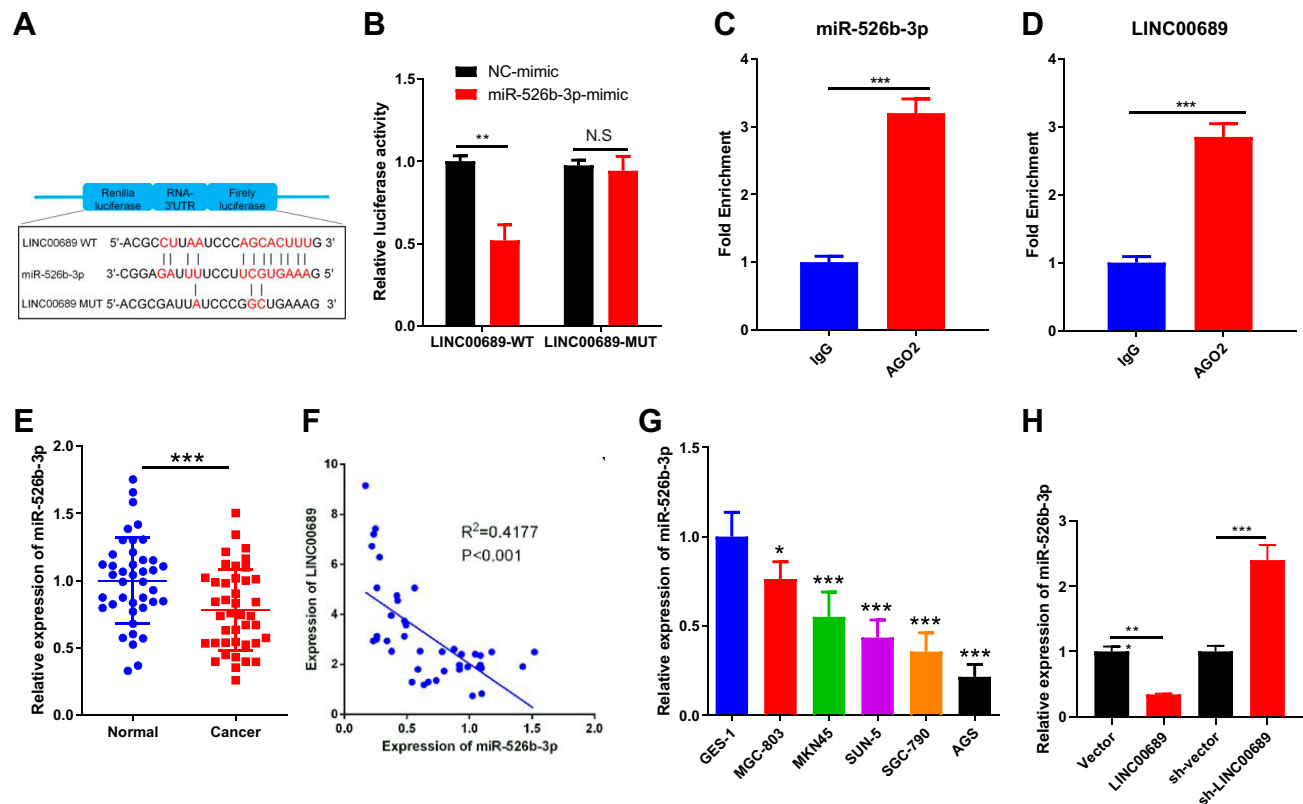 A
Renilla luciferase
RNA-3'UTR
Firely luciferase
LINC00689 WT 5'-ACGCCUUAAUCCCAGCACUUUG 3'
miR-526b-3p 3'-CGGAGAUUUUCCUUCGUGAAAG 5'
LINC00689 MUT 5'-ACGCGAUUAUCCCGGCUGAAAG 3'
B
NC-mimic
miR-526b-3p-mimic
Relative luciferase activity
1.5
1.0
0.5
0.0
**
N.S
LINC00689-WT LINC00689-MUT
C
miR-526b-3p
Fold Enrichment
4
3
2
1
0
***
IgG
AGO2
D
LINC00689
Fold Enrichment
4
3
2
1
0
***
IgG
AGO2
E
Relative expression of miR-526b-3p
2.0
1.5
1.0
0.5
0.0
***
Normal Cancer
F
Expression of LINC00689
10
8
6
4
2
0
R²=0.4177
P<0.001
0.0 0.5 1.0 1.5 2.0
Expression of miR-526b-3p
G
Relative expression of miR-526b-3p
1.5
1.0
0.5
0.0
*
***
***
***
***
GES-1
MGC-803
MKN45
SUN-5
SGC-790
AGS
H
Relative expression of miR-526b-3p
4
3
2
1
0
**
*
***
Vector
LINC00689
sh-vector
sh-LINC00689